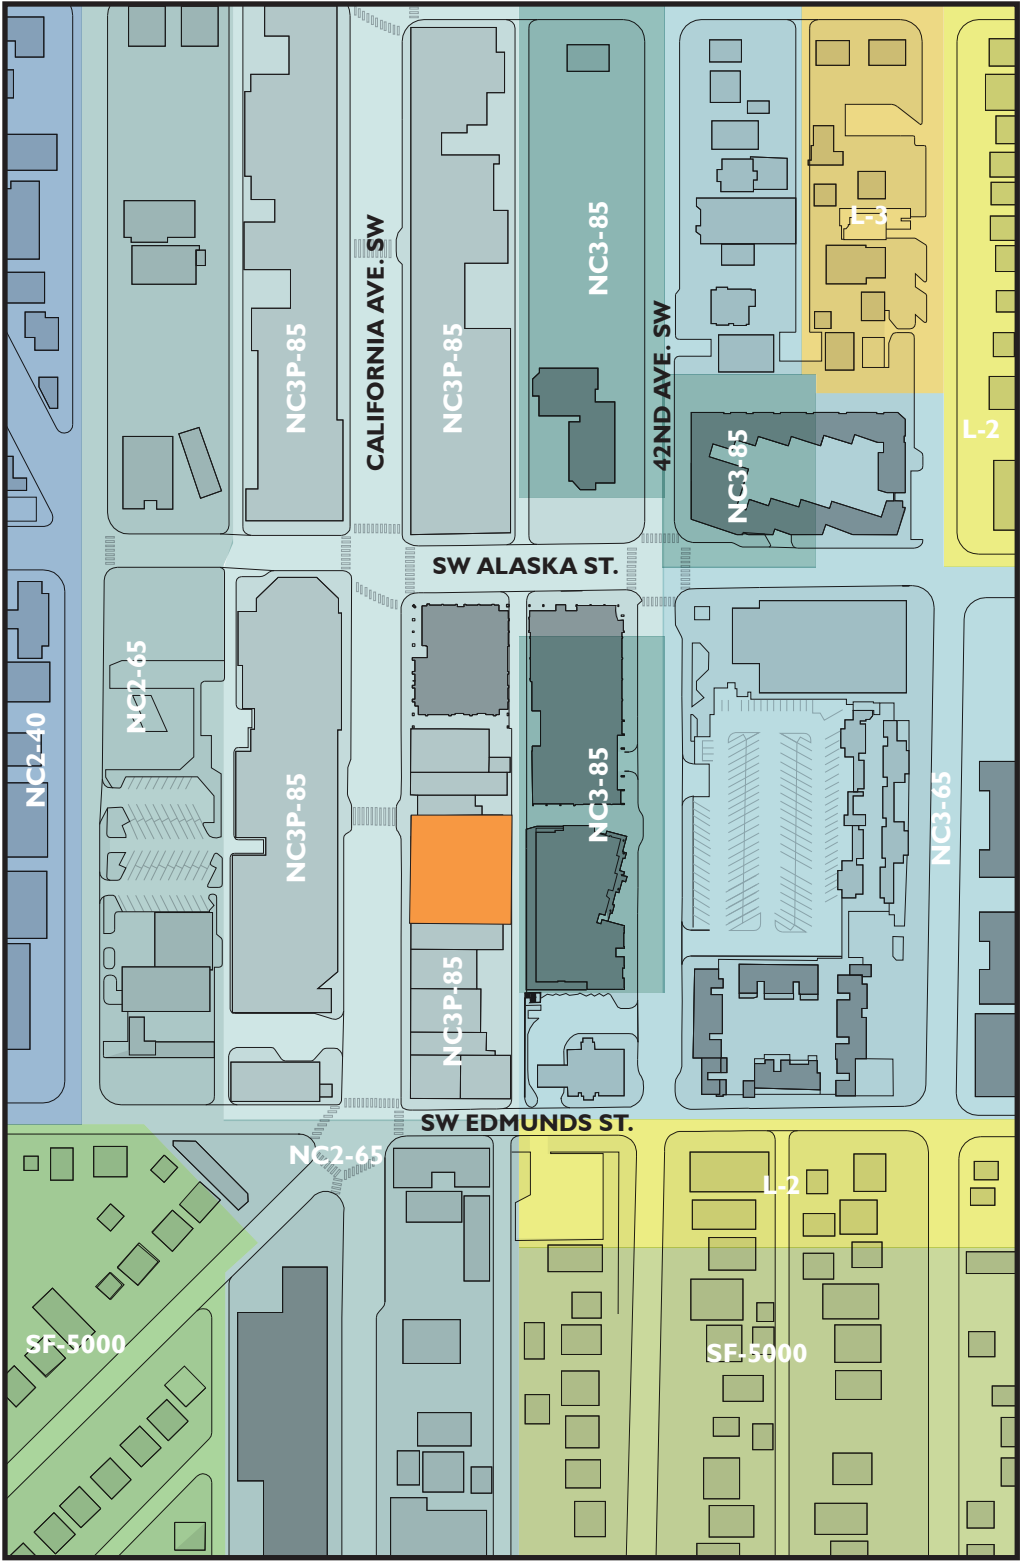 L-3
NC3-85
CALIFORNIA AVE. SW
42ND AVE. SW
NC3P-85
NC3P-85
L-2
NC3-85
SW ALASKA ST.
NC2-65
NC2-40
NC3P-85
NC3-85
NC3-65
NC3P-85
SW EDMUNDS ST.
NC2-65
L-2
SF-5000
SF-5000